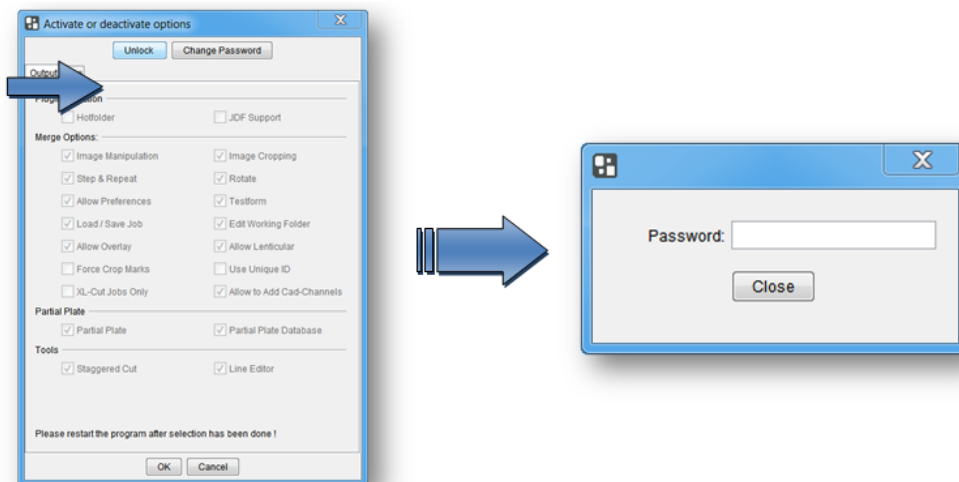 Activate or deactivate options
Unlock Change Password
Output
Hotfolder JDF Support
Merge Options:
Image Manipulation Image Cropping
Step & Repeat Rotate
Allow Preferences Testform
Load / Save Job Edit Working Folder
Allow Overlay Allow Lenticular
Force Crop Marks Use Unique ID
XL-Cut Jobs Only Allow to Add Cad-Channels
Partial Plate
Partial Plate Partial Plate Database
Tools
Staggered Cut Line Editor
Please restart the program after selection has been done !
OK Cancel
Password:
Close